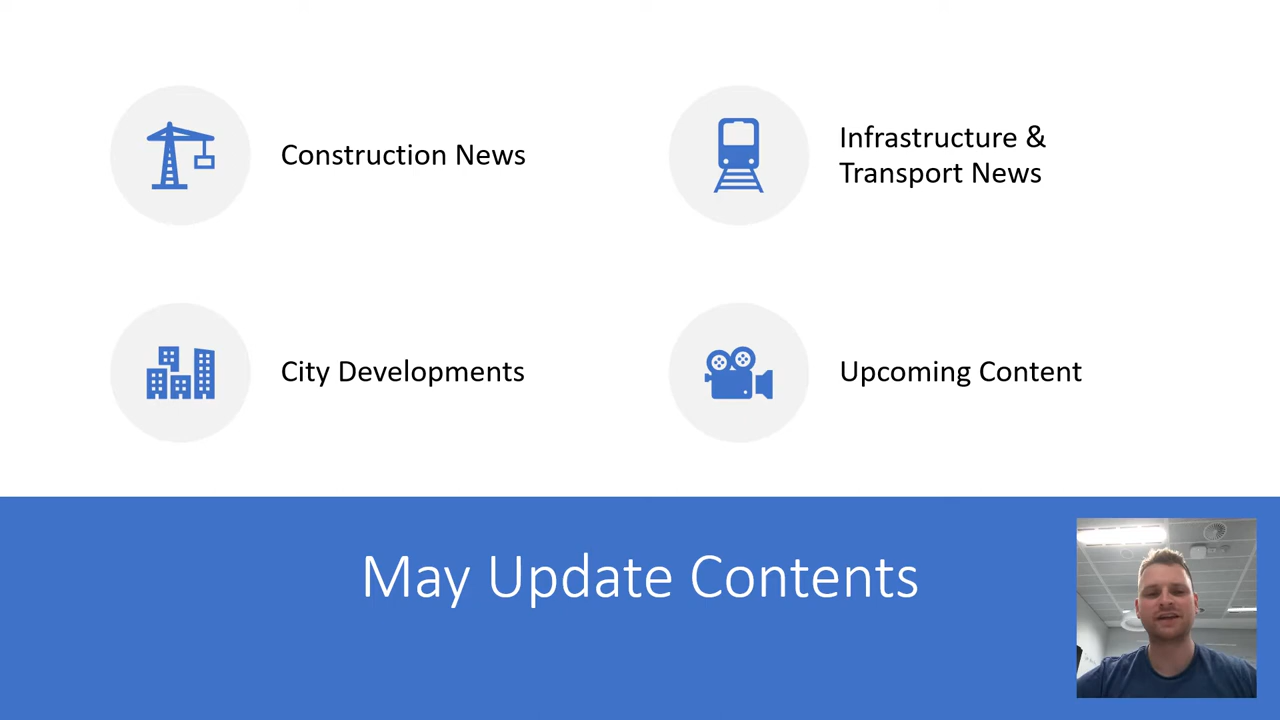 Construction News
Infrastructure &
Transport News
City Developments
Upcoming Content
May Update Contents